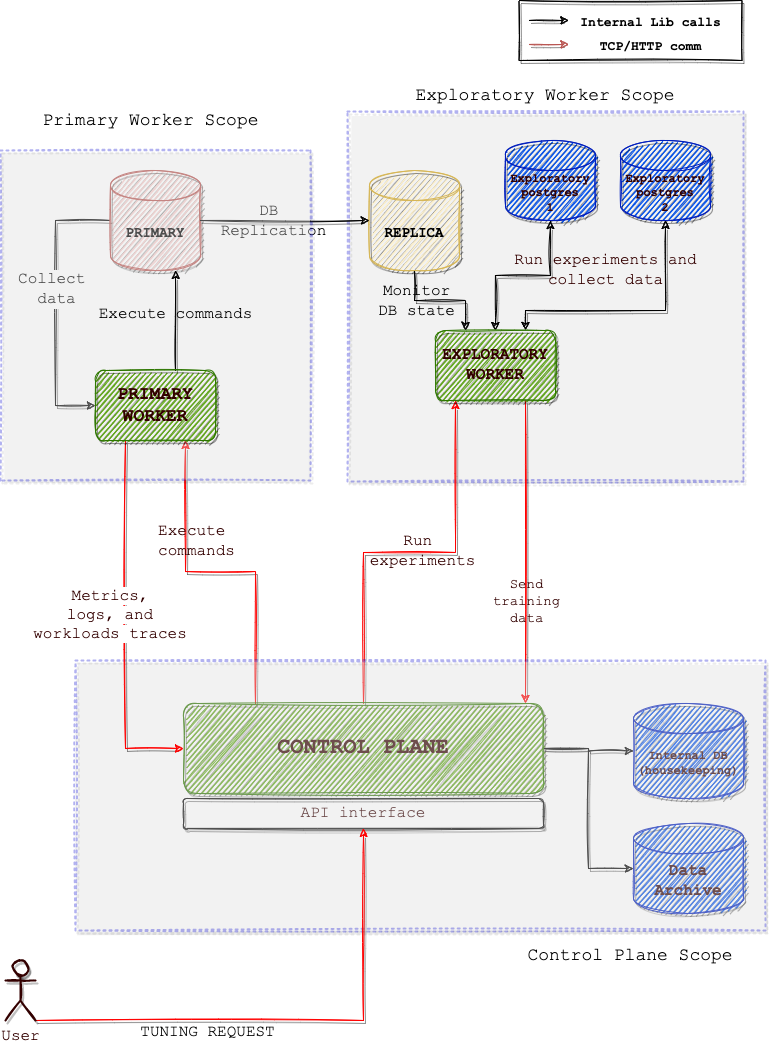 Internal Lib calls
TCP/HTTP comm
Exploratory Worker Scope
Primary Worker Scope
Exploratory
postgres
1
Exploratory
postgres
2
PRIMARY
DB
Replication
REPLICA
Run experiments and
collect data
Collect
data
Monitor
DB state
Execute commands
EXPLORATORY
WORKER
PRIMARY
WORKER
Execute
commands
Run
experiments
Send
training
data
Metrics,
logs, and
workloads traces
CONTROL PLANE
Internal DB
(housekeeping)
API interface
Data
Archive
Control Plane Scope
TUNING REQUEST
User